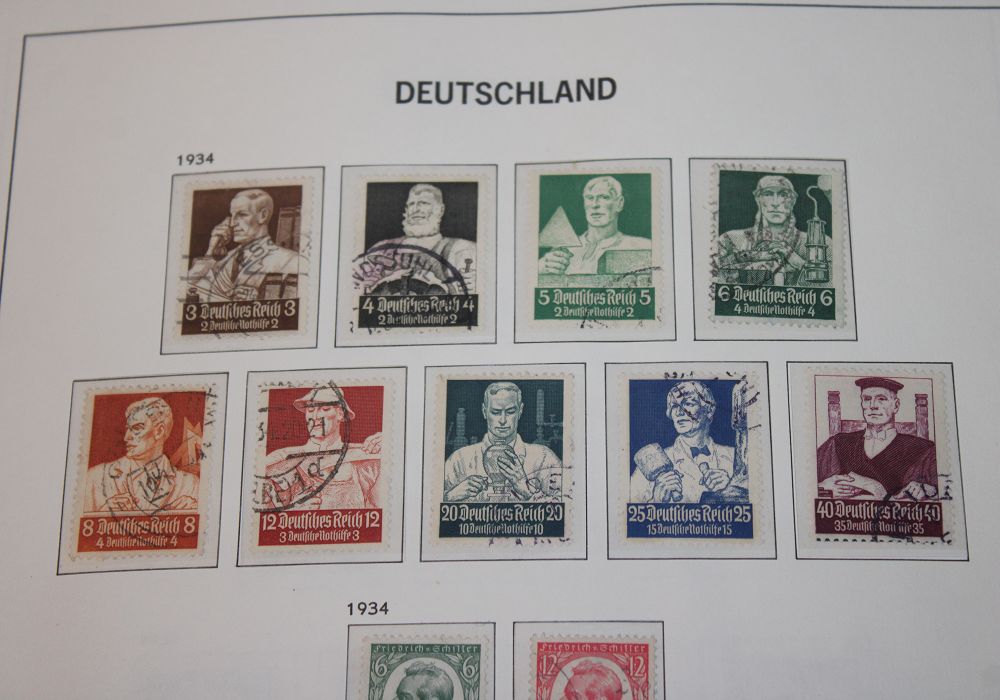 DEUTSCHLAND
1934
3 Deutsches Reich 3
2 Deutsche Nothilfe 2
4 Deutsches Reich 4
2 Deutsche Nothilfe 2
5 Deutsches Reich 5
2 Deutsche Nothilfe 2
6 Deutsches Reich 6
4 Deutsche Nothilfe 4
8 Deutsches Reich 8
4 Deutsche Nothilfe 4
12 Deutsches Reich 12
3 Deutsche Nothilfe 3
20 Deutsches Reich 20
10 Deutsche Nothilfe 10
25 Deutsches Reich 25
15 Deutsche Nothilfe 15
40 Deutsches Reich 40
35 Deutsche Nothilfe 35
1934
Friedrich v. Schiller
6 6
Friedrich v. Schiller
12 12